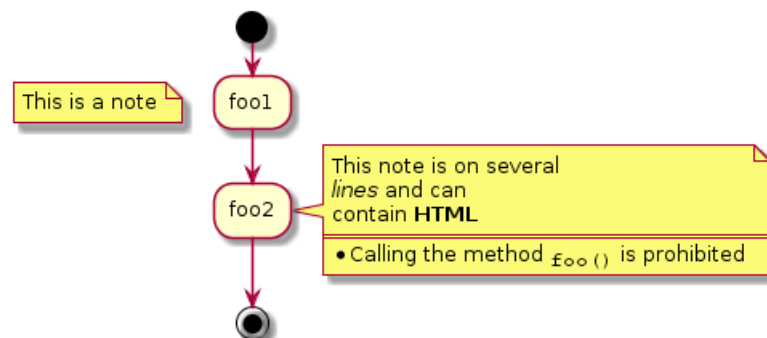 This is a note
foo1
foo2
This note is on several
lines and can
contain HTML
• Calling the method foo() is prohibited